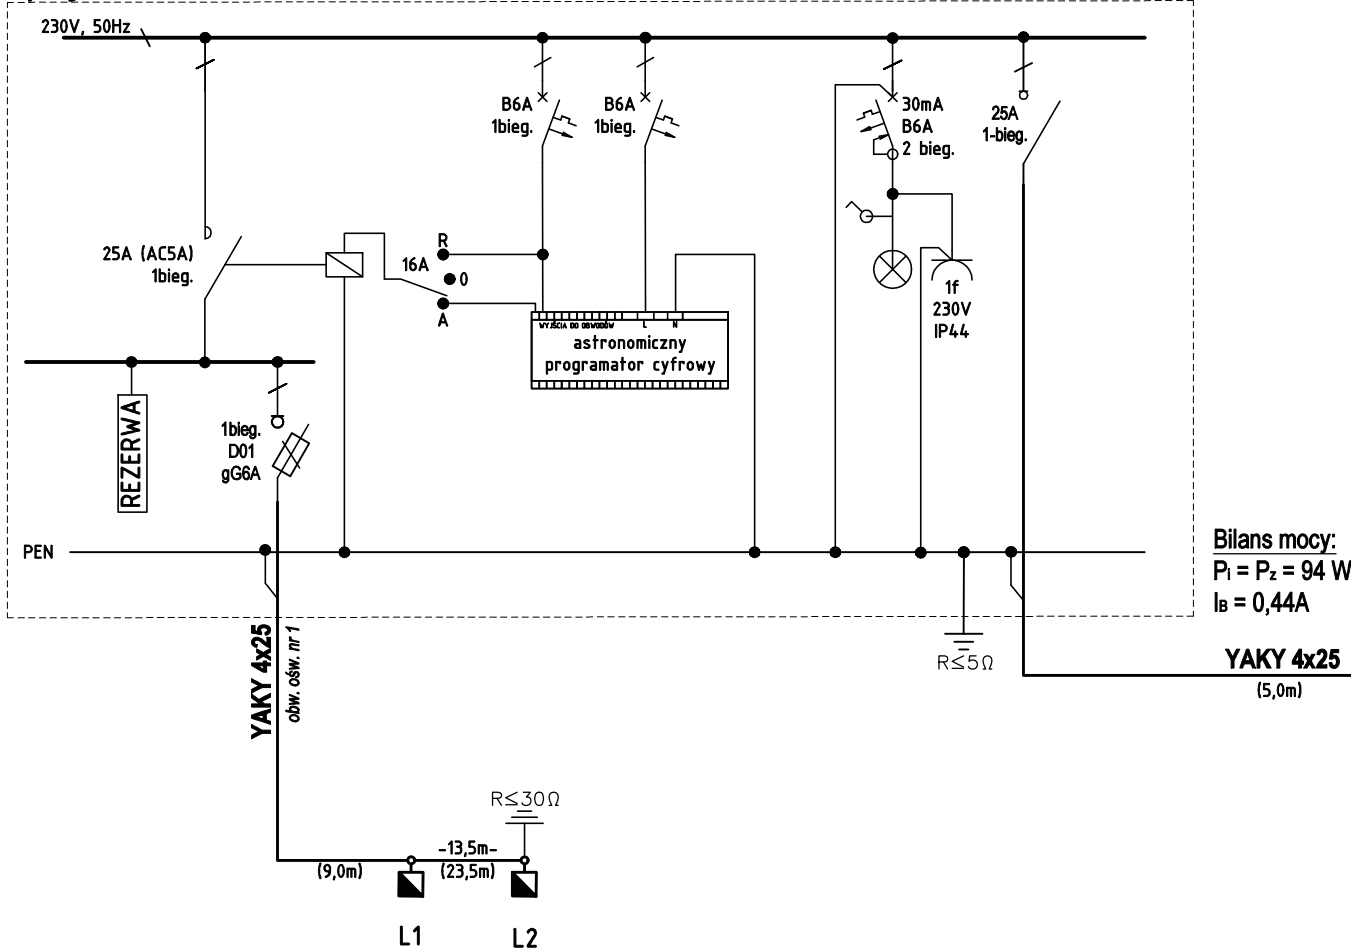 230V, 50Hz
B6A
1bieg.
B6A
1bieg.
30mA
B6A
2 bieg.
25A
1-bieg.
25A (AC5A)
1bieg.
R
16A
0
A
1f
230V
IP44
WYJŚCIA DO OBWODÓW L N
astronomiczny
programator cyfrowy
REZERWA
1bieg.
D01
gG6A
PEN
Bilans mocy:
Pi = Pz = 94 W
IB = 0,44A
YAKY 4x25
obw. ośw. nr 1
R≤5Ω
YAKY 4x25
(5,0m)
R≤30Ω
-13,5m-
(9,0m)
(23,5m)
L1
L2